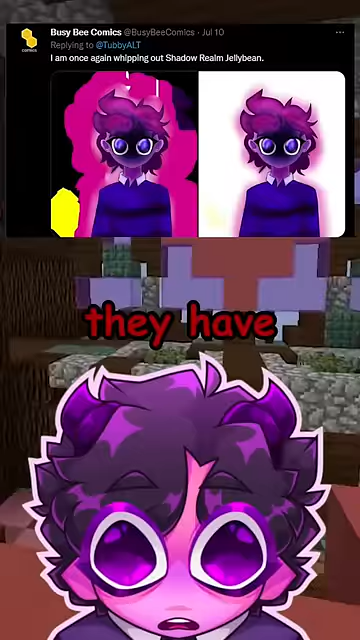 Busy Bee Comics @BusyBeeComics · Jul 10
Replying to @TubbyALT
I am once again whipping out Shadow Realm Jellybean.
they have